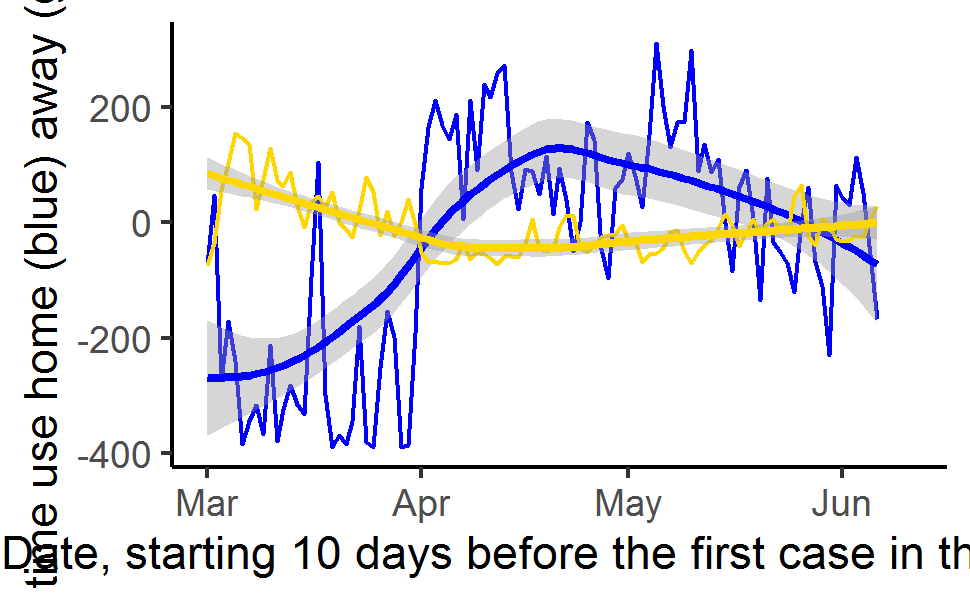 time use home (blue) away (
200
0
-200
-400
Mar Apr May Jun
Date, starting 10 days before the first case in th